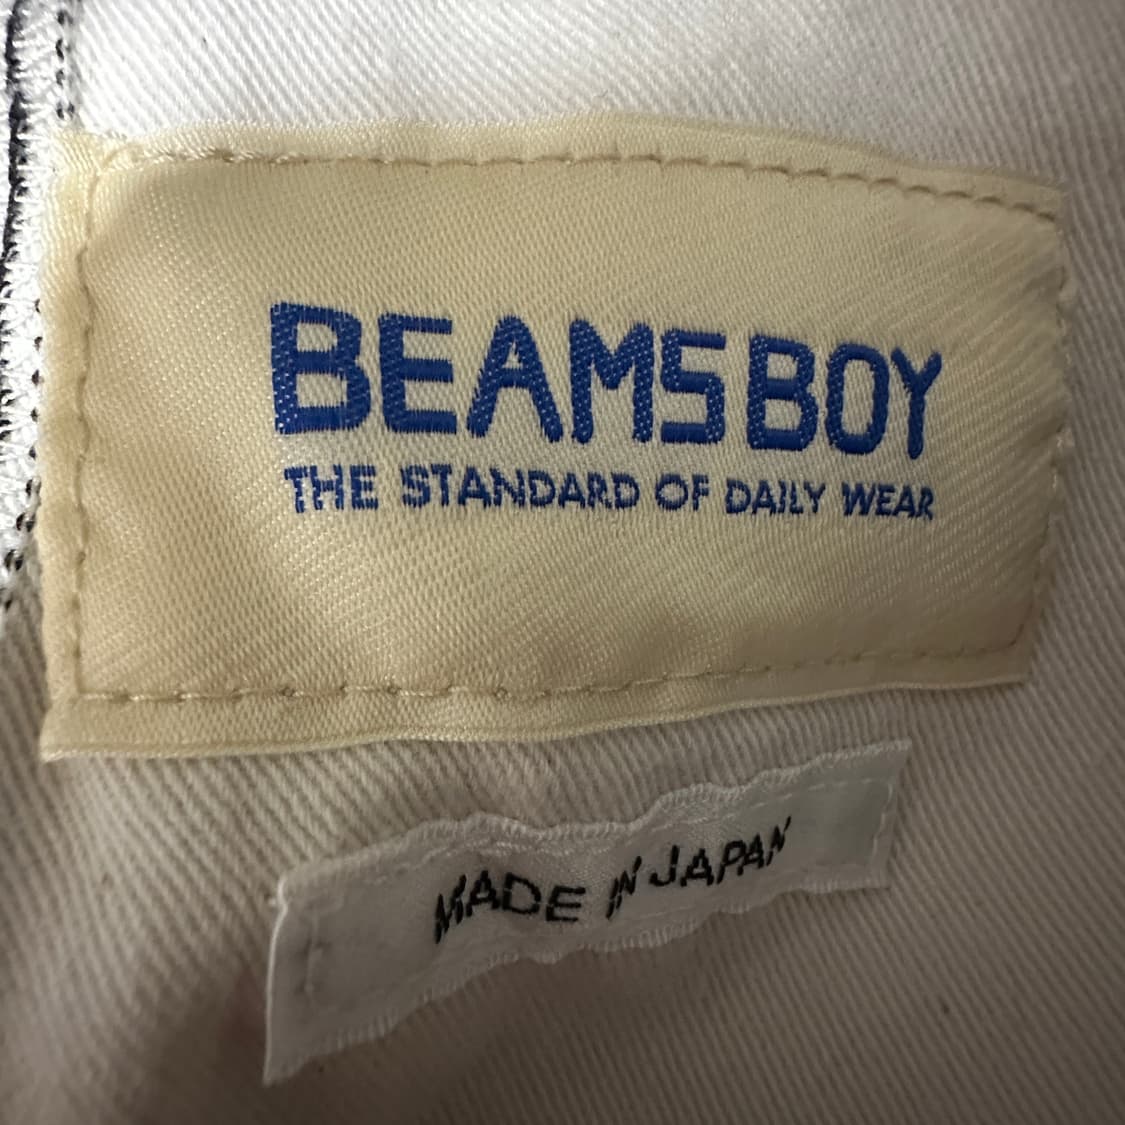 BEAMS BOY
THE STANDARD OF DAILY WEAR
MADE IN JAPAN